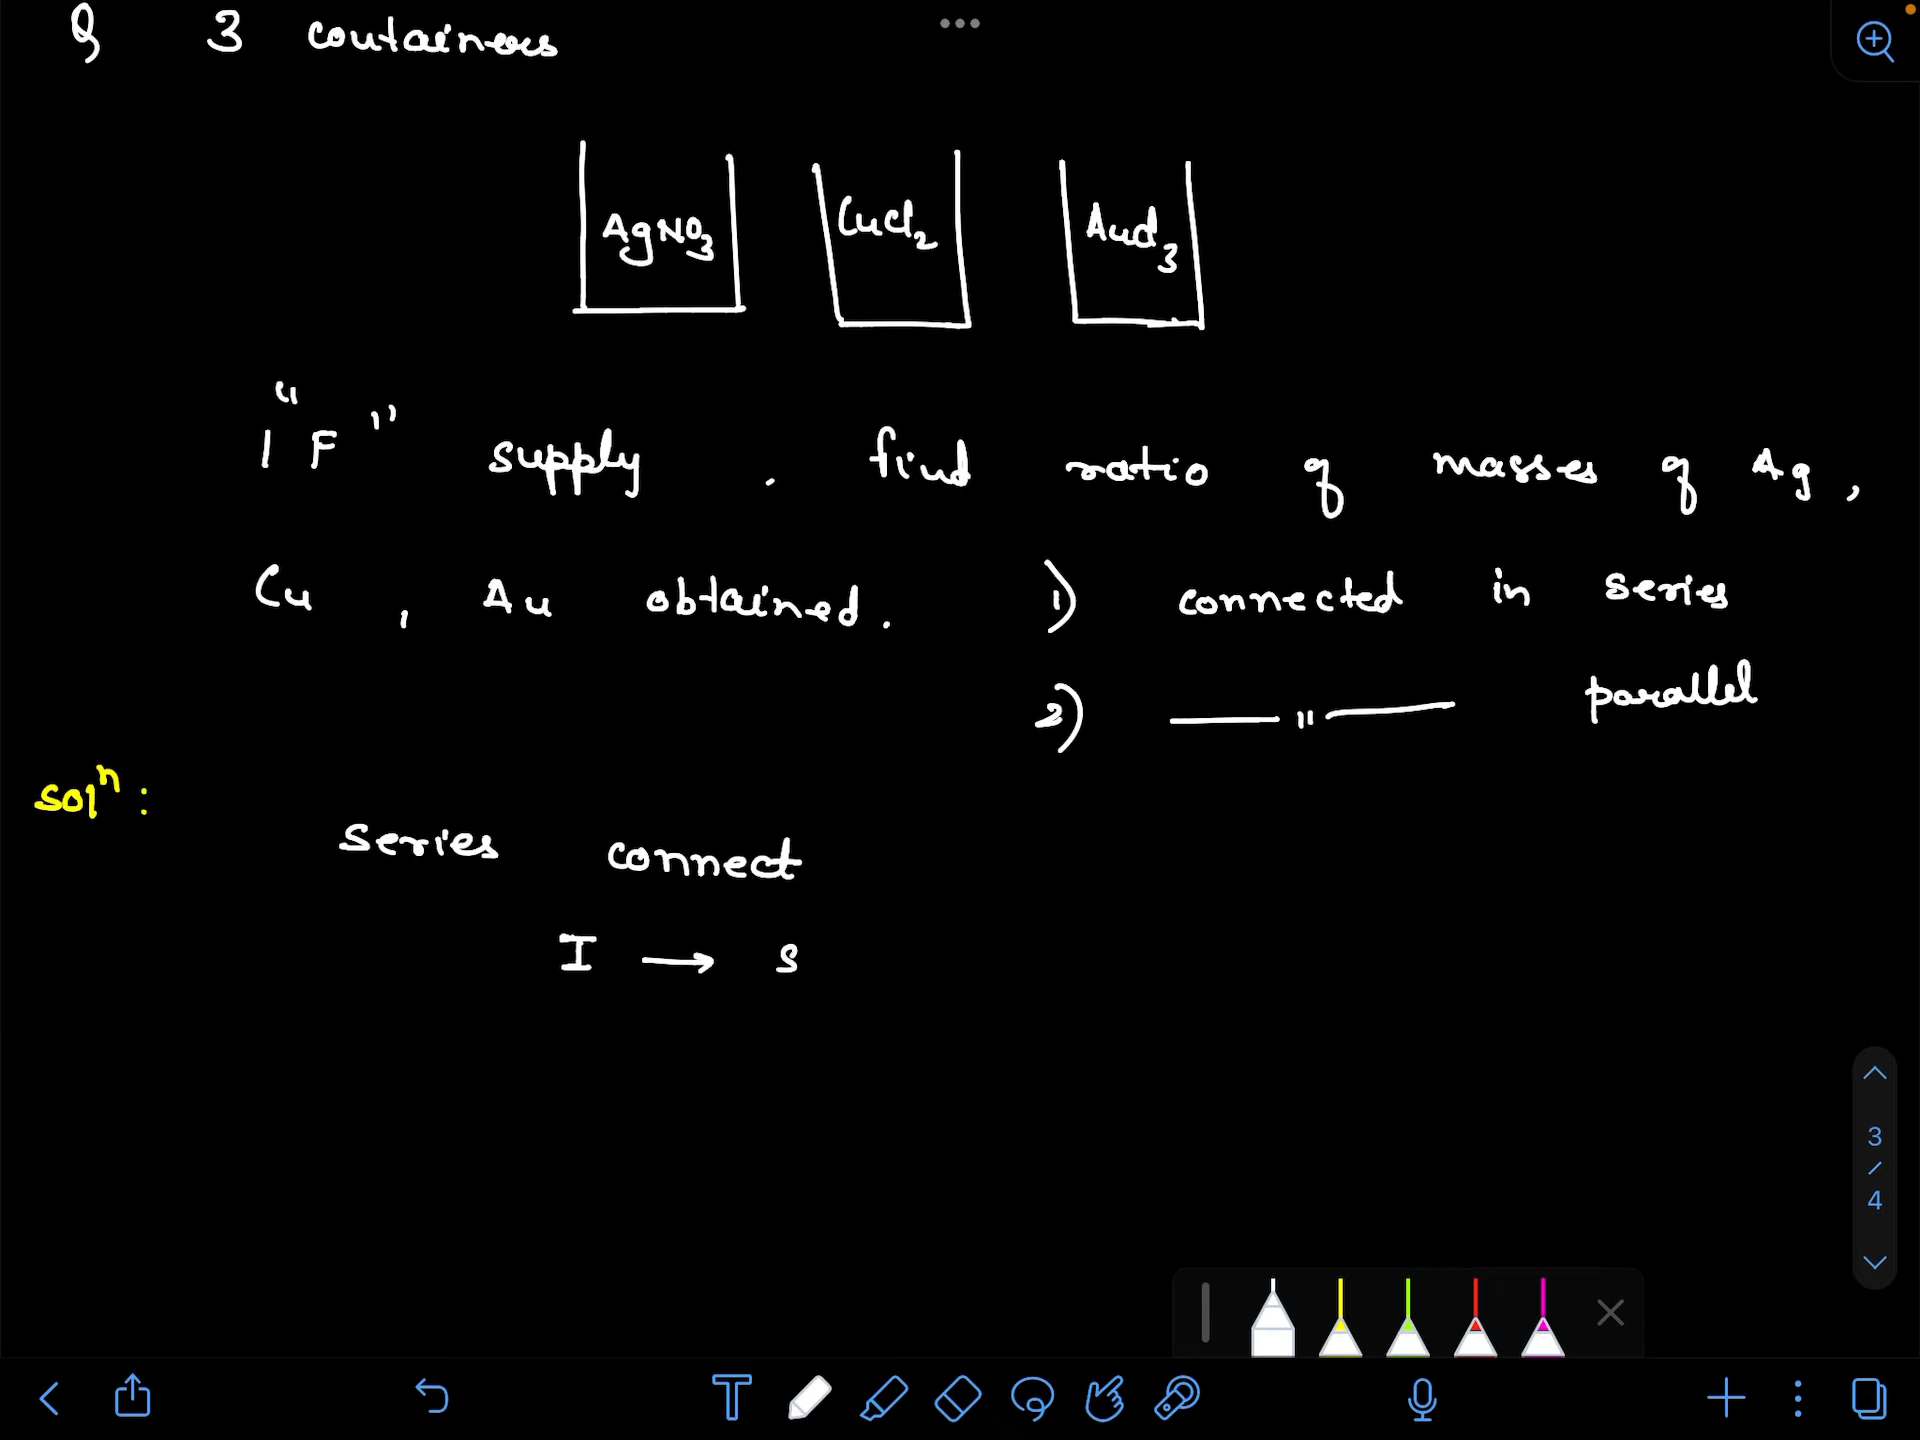 Q 3 containers
AgNO3 CuCl2 AuCl3
"1 F" supply . find ratio of masses of Ag ,
Cu , Au obtained . 1) connected in series
2) —— " —— parallel
solⁿ :
series connect
I → s
3
/
4
T